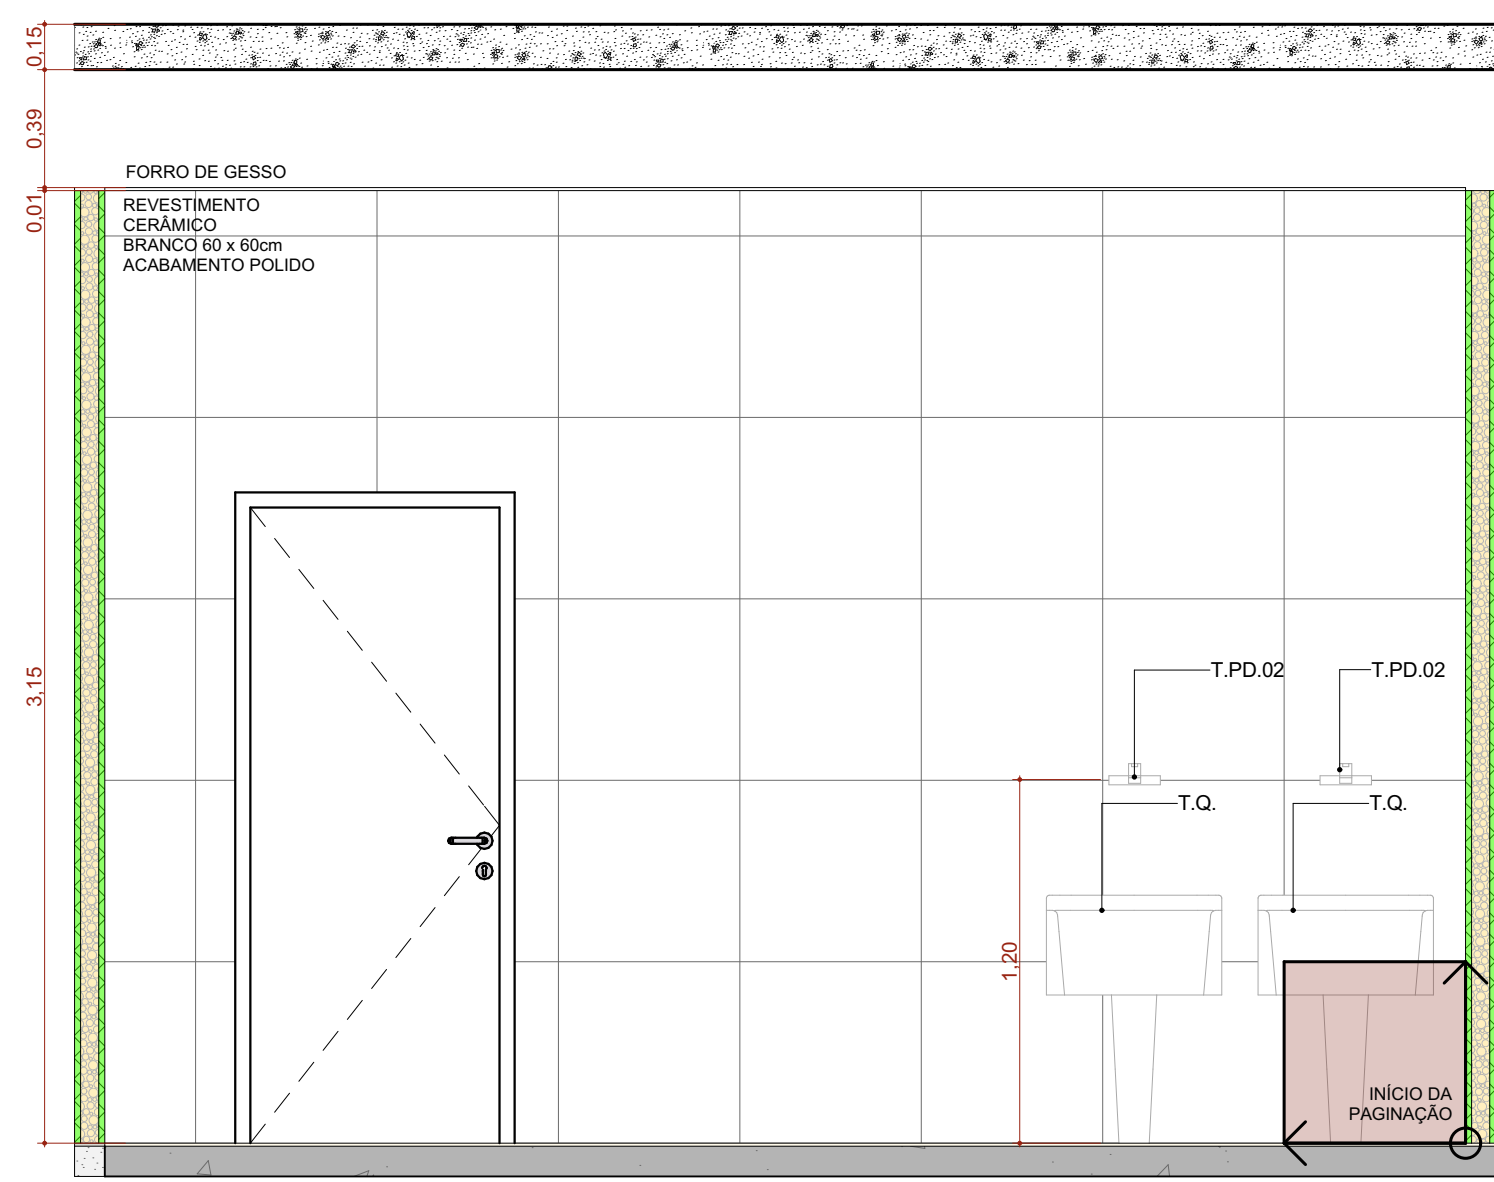 0,15
0,39
FORRO DE GESSO
0,01
REVESTIMENTO
CERÂMICO
BRANCO 60 x 60cm
ACABAMENTO POLIDO
3,15
T.PD.02
T.PD.02
T.Q.
T.Q.
1,20
INÍCIO DA
PAGINAÇÃO